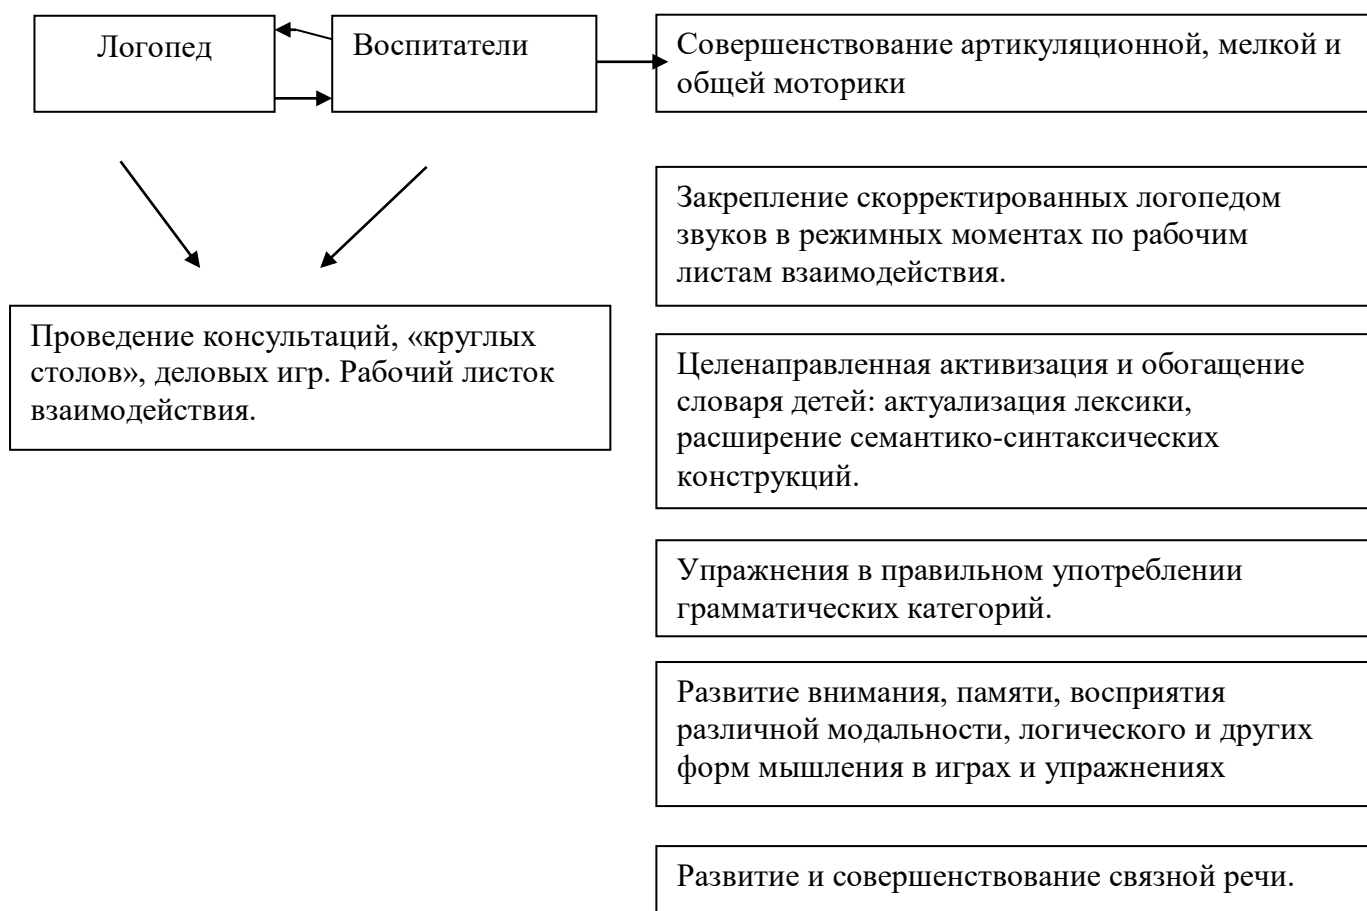 Логопед
Воспитатели
Совершенствование артикуляционной, мелкой и
общей моторики
Закрепление скорректированных логопедом
звуков в режимных моментах по рабочим
листам взаимодействия.
Проведение консультаций, «круглых
столов», деловых игр. Рабочий листок
взаимодействия.
Целенаправленная активизация и обогащение
словаря детей: актуализация лексики,
расширение семантико-синтаксических
конструкций.
Упражнения в правильном употреблении
грамматических категорий.
Развитие внимания, памяти, восприятия
различной модальности, логического и других
форм мышления в играх и упражнениях
Развитие и совершенствование связной речи.